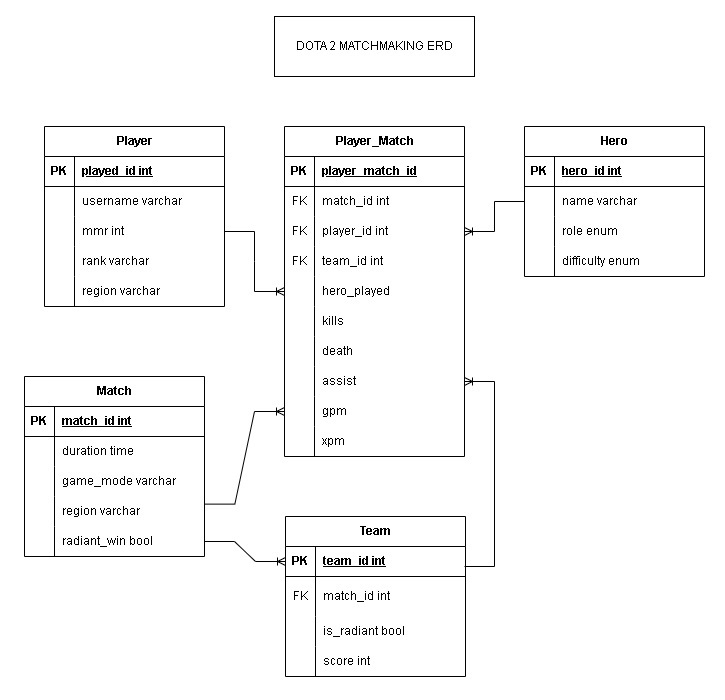 DOTA 2 MATCHMAKING ERD
Player
PK played_id int
username varchar
mmr int
rank varchar
region varchar
Player_Match
PK player_match_id
FK match_id int
FK player_id int
FK team_id int
hero_played
kills
death
assist
gpm
xpm
Hero
PK hero_id int
name varchar
role enum
difficulty enum
Match
PK match_id int
duration time
game_mode varchar
region varchar
radiant_win bool
Team
PK team_id int
FK match_id int
is_radiant bool
score int